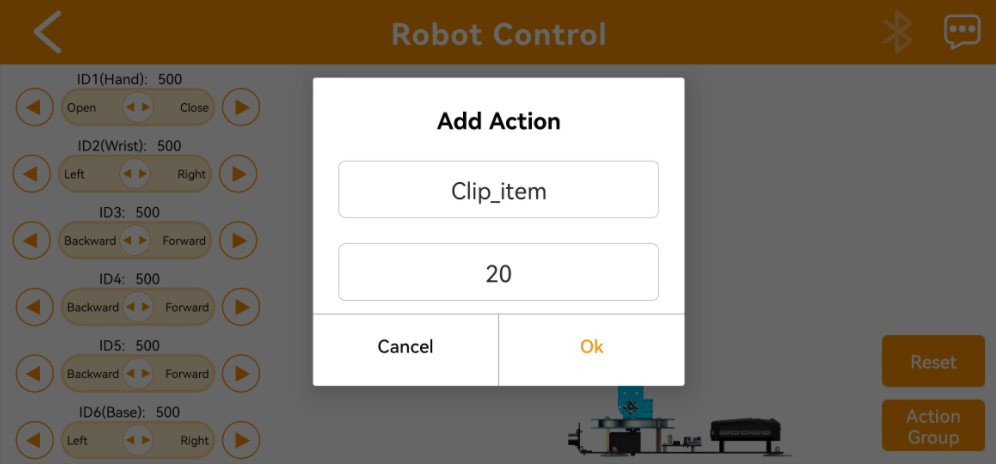 Robot Control
ID1(Hand): 500
Open Close
ID2(Wrist): 500
Left Right
ID3: 500
Backward Forward
ID4: 500
Backward Forward
ID5: 500
Backward Forward
ID6(Base): 500
Left Right
Add Action
Clip_item
20
Cancel Ok
Reset
Action
Group